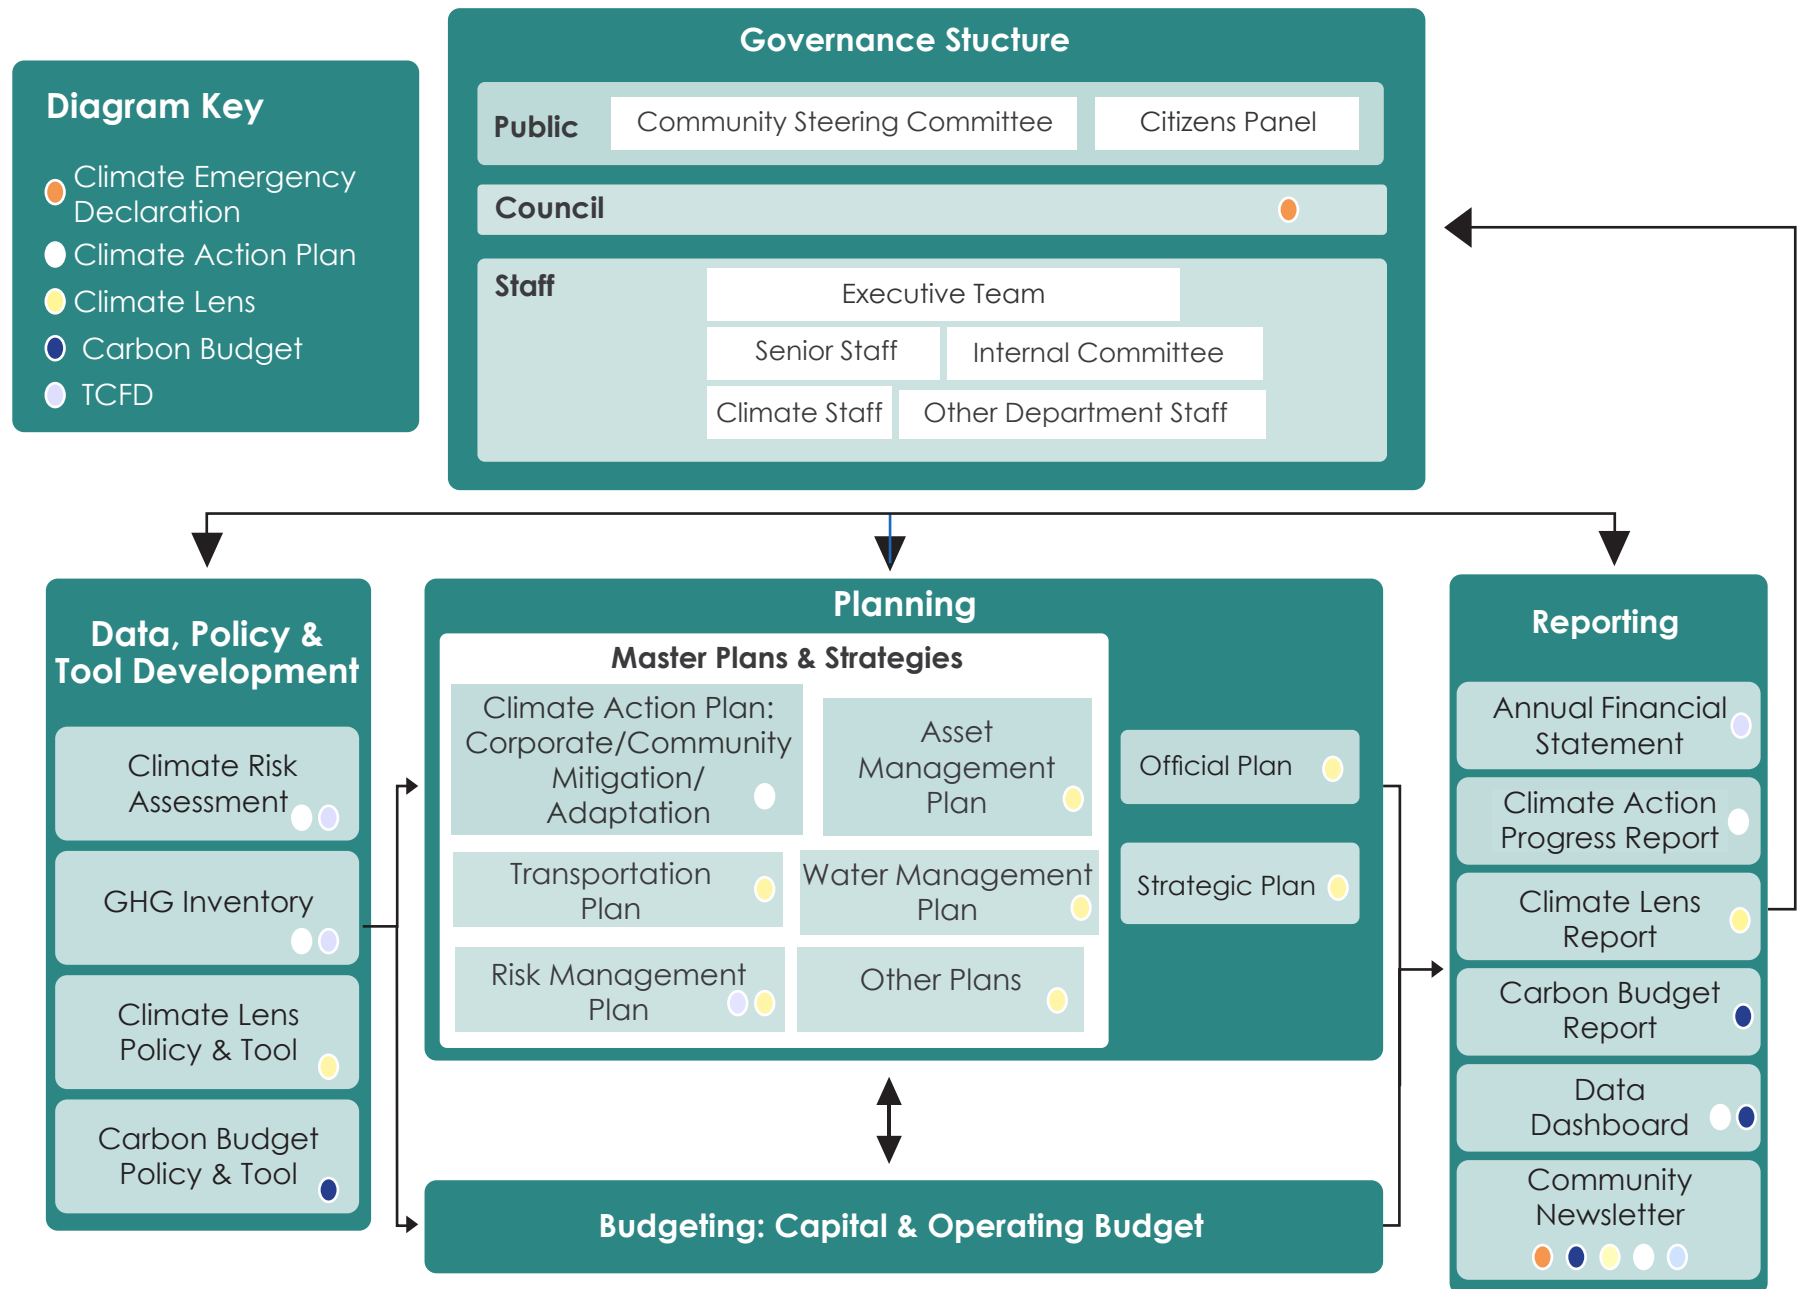 Governance Stucture
Diagram Key
Climate Emergency
Declaration
Climate Action Plan
Climate Lens
Carbon Budget
TCFD
Public
Community Steering Committee
Citizens Panel
Council
Staff
Executive Team
Senior Staff
Internal Committee
Climate Staff
Other Department Staff
Data, Policy &
Tool Development
Climate Risk
Assessment
GHG Inventory
Climate Lens
Policy & Tool
Carbon Budget
Policy & Tool
Planning
Master Plans & Strategies
Climate Action Plan:
Corporate/Community
Mitigation/
Adaptation
Asset
Management
Plan
Transportation
Plan
Water Management
Plan
Risk Management
Plan
Other Plans
Official Plan
Strategic Plan
Budgeting: Capital & Operating Budget
Reporting
Annual Financial
Statement
Climate Action
Progress Report
Climate Lens
Report
Carbon Budget
Report
Data
Dashboard
Community
Newsletter